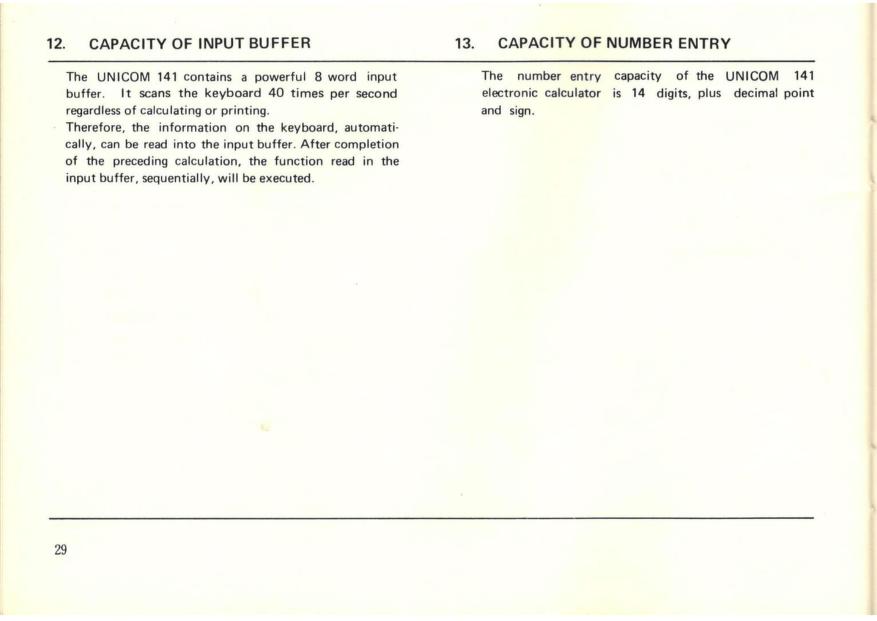 12. CAPACITY OF INPUT BUFFER
The UNICOM 141 contains a powerful 8 word input
buffer. It scans the keyboard 40 times per second
regardless of calculating or printing.
Therefore, the information on the keyboard, automati-
cally, can be read into the input buffer. After completion
of the preceding calculation, the function read in the
input buffer, sequentially, will be executed.
13. CAPACITY OF NUMBER ENTRY
The number entry capacity of the UNICOM 141
electronic calculator is 14 digits, plus decimal point
and sign.
29